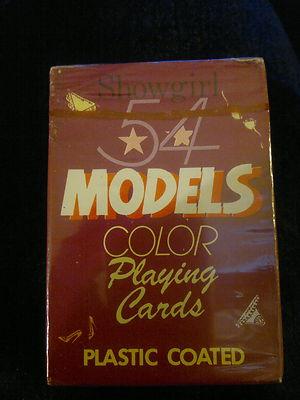 Showgirl
54
MODELS
COLOR
Playing
Cards
PLASTIC COATED